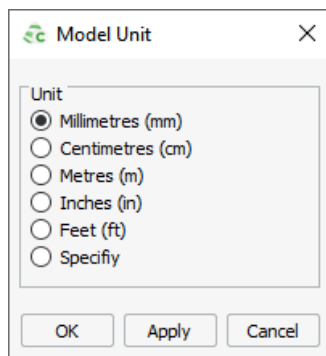 Model Unit
Unit
Millimetres (mm)
Centimetres (cm)
Metres (m)
Inches (in)
Feet (ft)
Specifiy
OK Apply Cancel